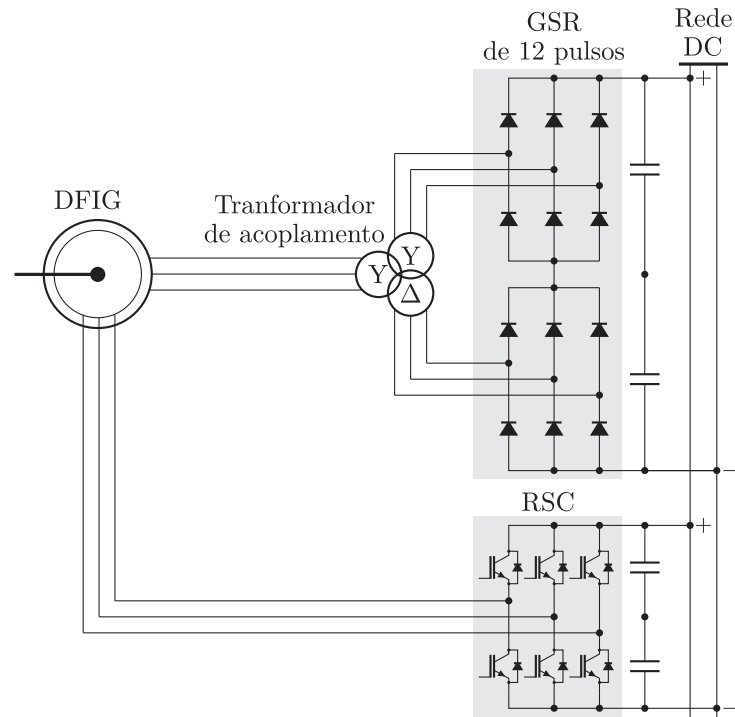 GSR
de 12 pulsos
Rede
DC
+
DFIG
Tranformador
de acoplamento
Y
Y
Δ
−
RSC
+
−